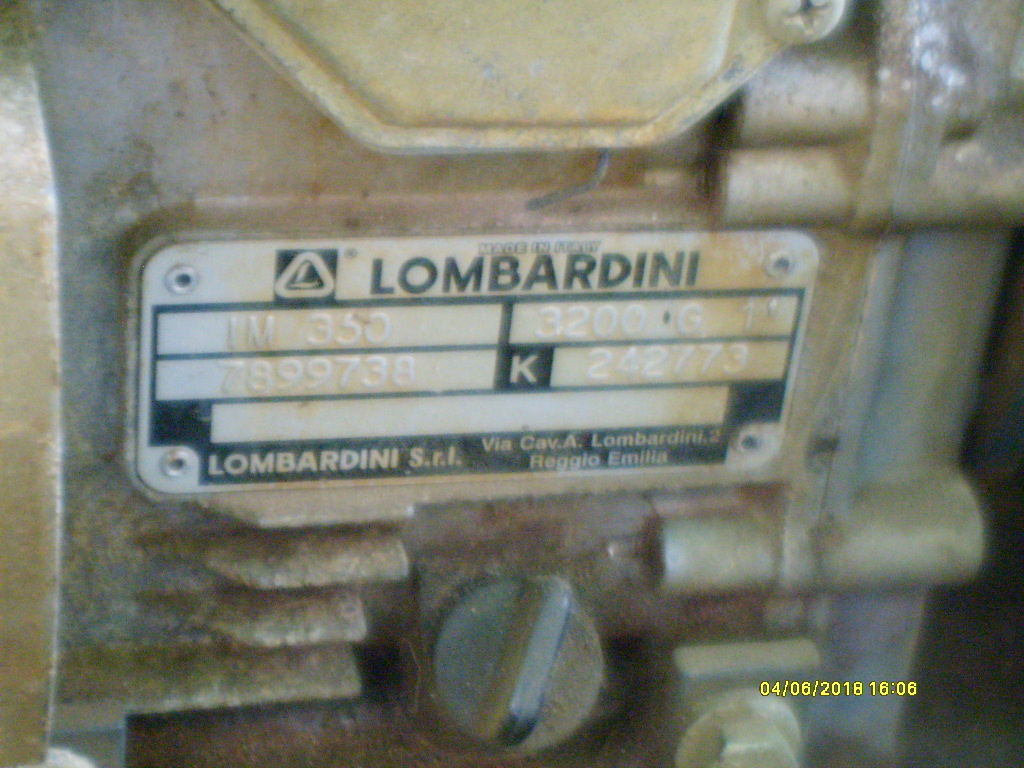 MADE IN ITALY
L ® LOMBARDINI
IM 350 3200 G 1"
7899738 K 242773
LOMBARDINI S.r.l. Via Cav.A. Lombardini,2
Reggio Emilia
04/06/2018 16:06